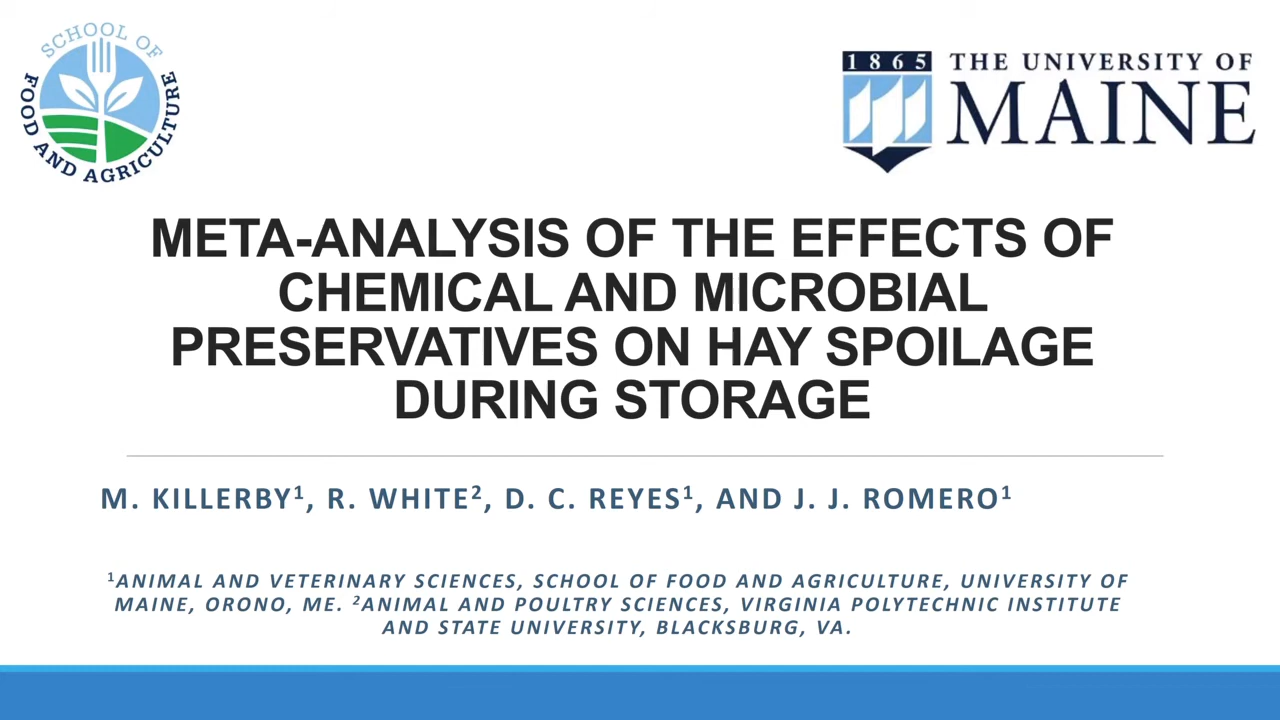 SCHOOL OF
FOOD AND AGRICULTURE
1865 THE UNIVERSITY OF
MAINE
META-ANALYSIS OF THE EFFECTS OF
CHEMICAL AND MICROBIAL
PRESERVATIVES ON HAY SPOILAGE
DURING STORAGE
M. KILLERBY¹, R. WHITE², D. C. REYES¹, AND J. J. ROMERO¹
¹ANIMAL AND VETERINARY SCIENCES, SCHOOL OF FOOD AND AGRICULTURE, UNIVERSITY OF
MAINE, ORONO, ME. ²ANIMAL AND POULTRY SCIENCES, VIRGINIA POLYTECHNIC INSTITUTE
AND STATE UNIVERSITY, BLACKSBURG, VA.